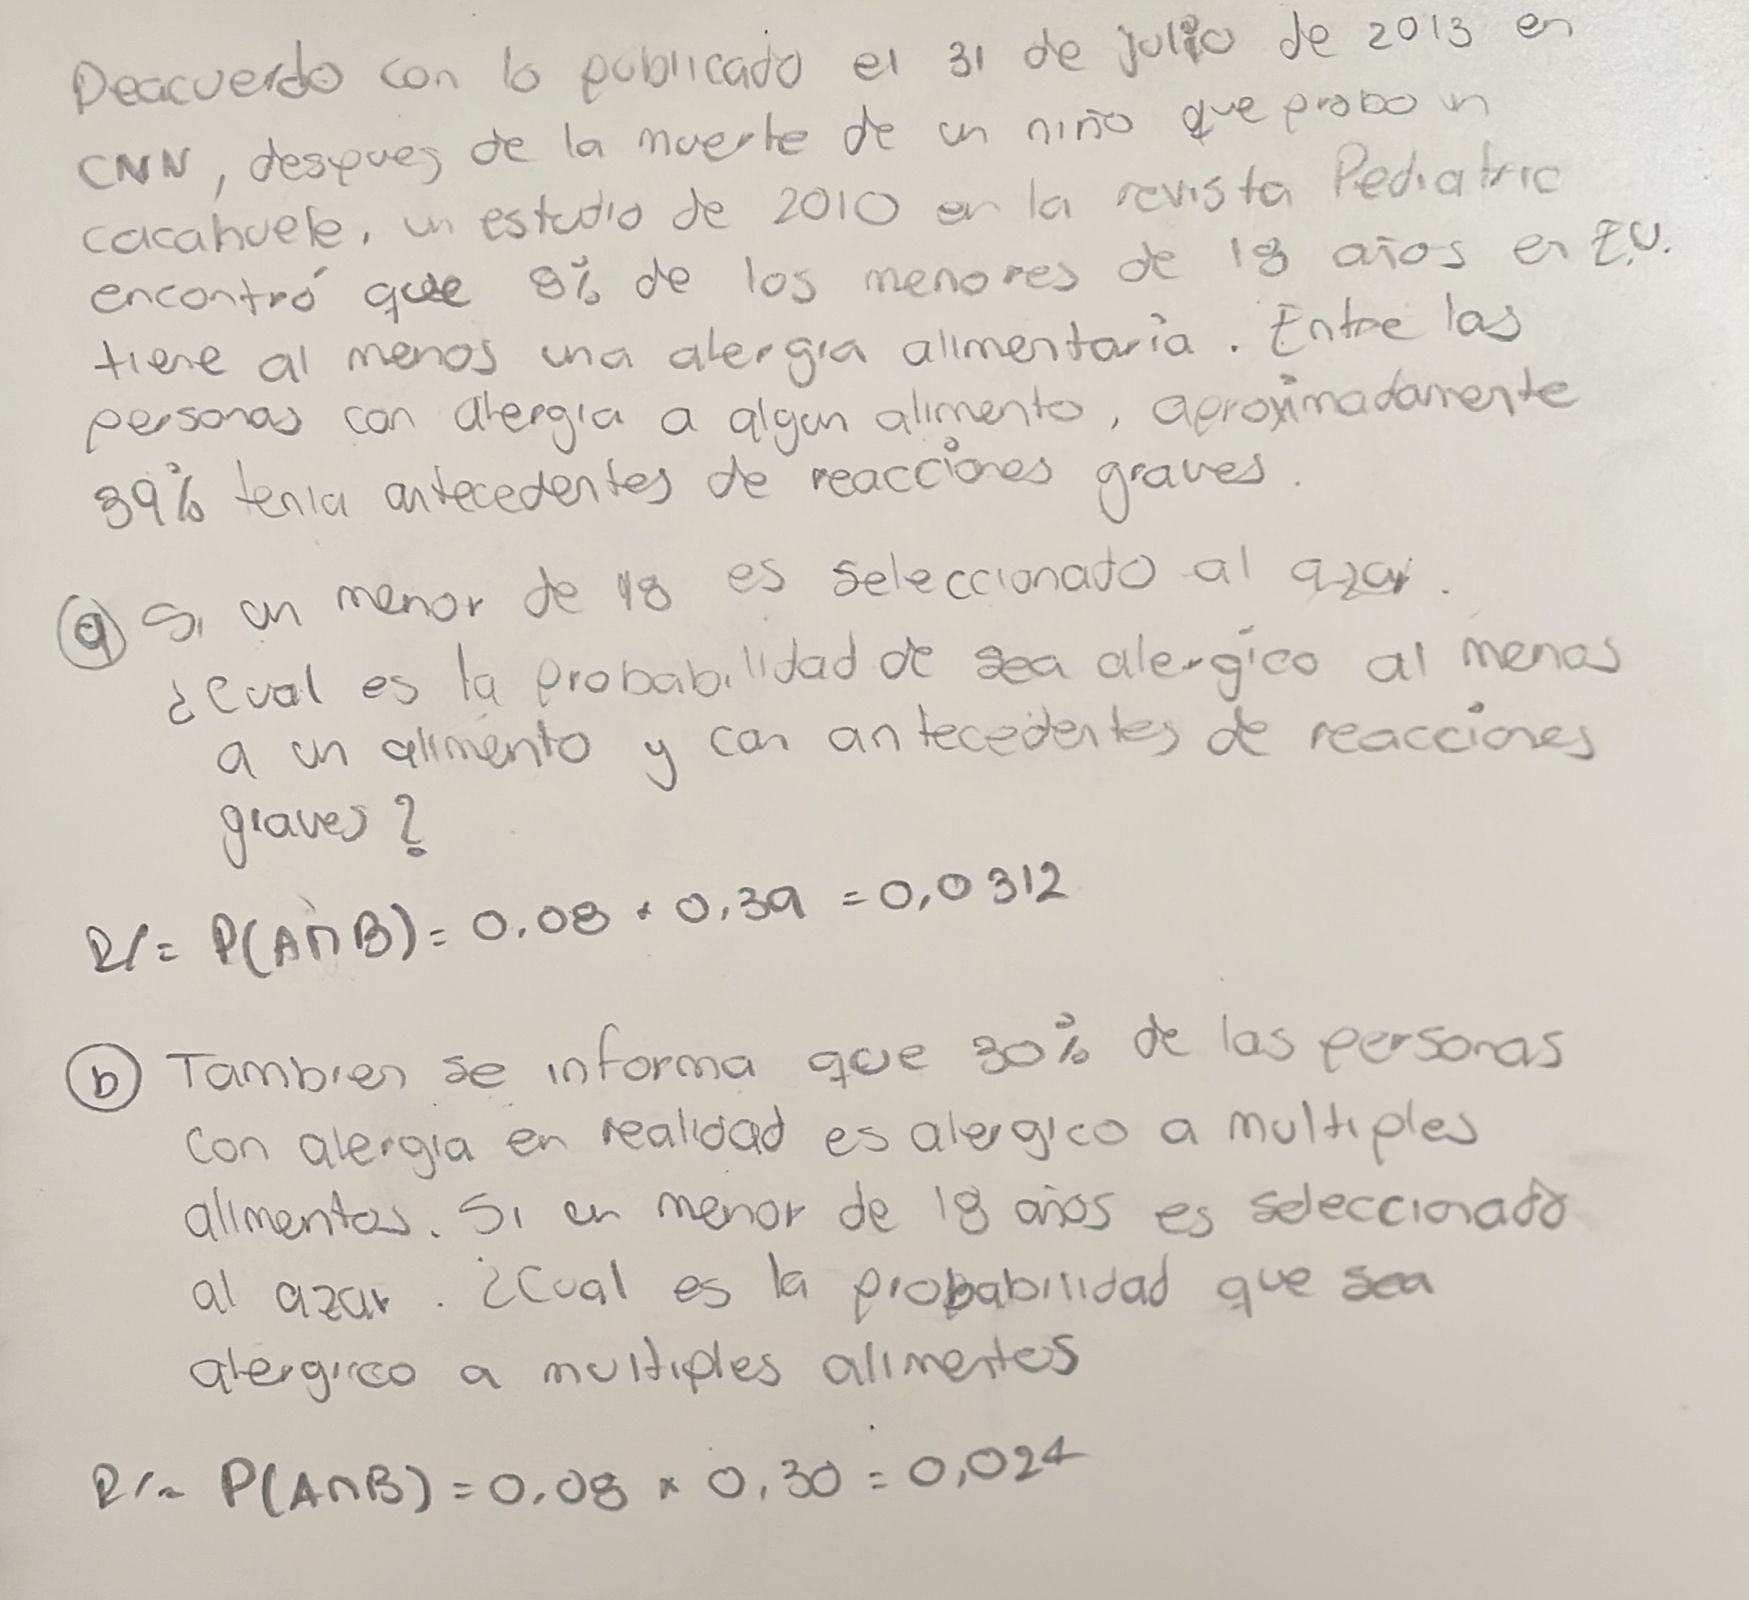 Deacuerdo con lo publicado el 31 de julio de 2013 en
CNN, despues de la muerte de un niño que probo un
cacahuete, un estudio de 2010 en la revista Pediatric
encontró que 8% de los menores de 18 años en E.U.
tiene al menos una alergia alimentaria. Entre las
personas con alergia a algun alimento, aproximadamente
39% tenia antecedentes de reacciones graves.
a Si un menor de 18 es seleccionado al azar.
¿Cual es la probabilidad de sea alergico al menos
a un alimento y con antecedentes de reacciones
graves?
R/= P(A∩B) = 0.08 * 0,39 = 0,0312
b Tambien se informa que 30% de las personas
con alergia en realidad es alergico a multiples
alimentos. Si un menor de 18 años es seleccionado
al azar. ¿Cual es la probabilidad que sea
alergico a multiples alimentos
R/= P(A∩B) = 0.08 x 0,30 = 0,024